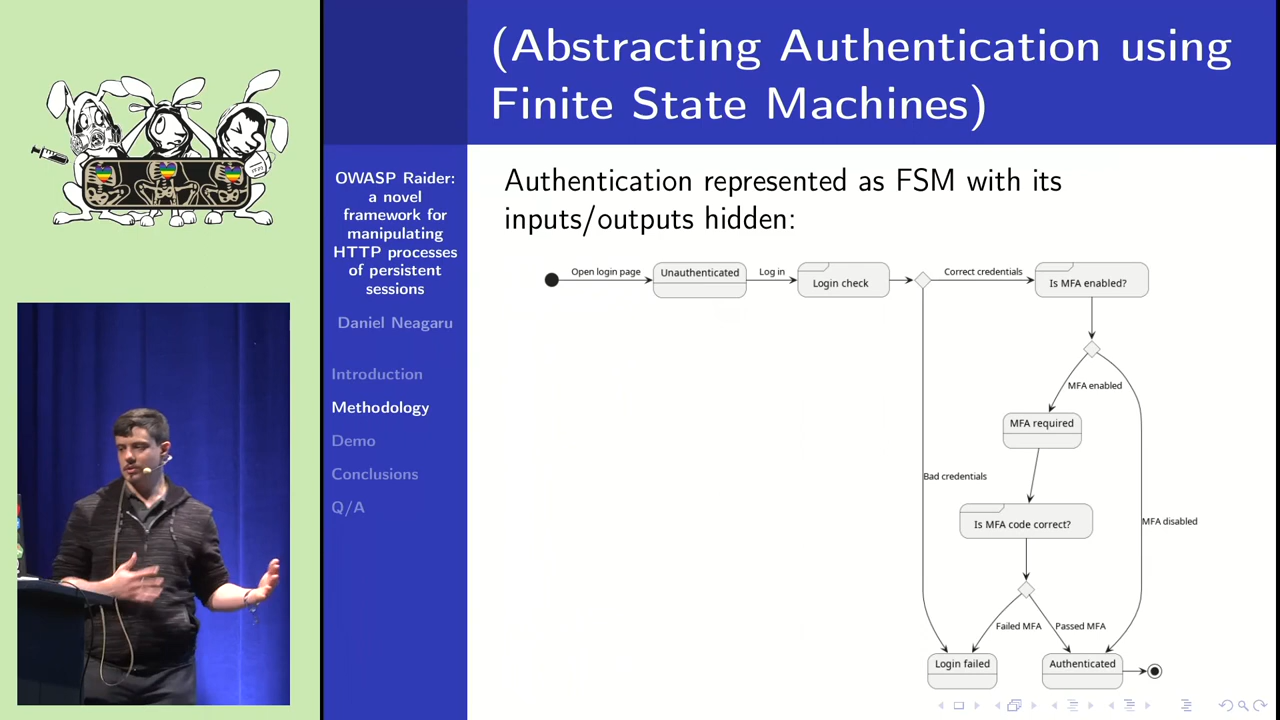 (Abstracting Authentication using
Finite State Machines)
OWASP Raider:
a novel
framework for
manipulating
HTTP processes
of persistent
sessions
Daniel Neagaru
Introduction
Methodology
Demo
Conclusions
Q/A
Authentication represented as FSM with its
inputs/outputs hidden:
Open login page
Unauthenticated
Log in
Login check
Correct credentials
Is MFA enabled?
MFA enabled
MFA required
Bad credentials
Is MFA code correct?
MFA disabled
Failed MFA
Passed MFA
Login failed
Authenticated